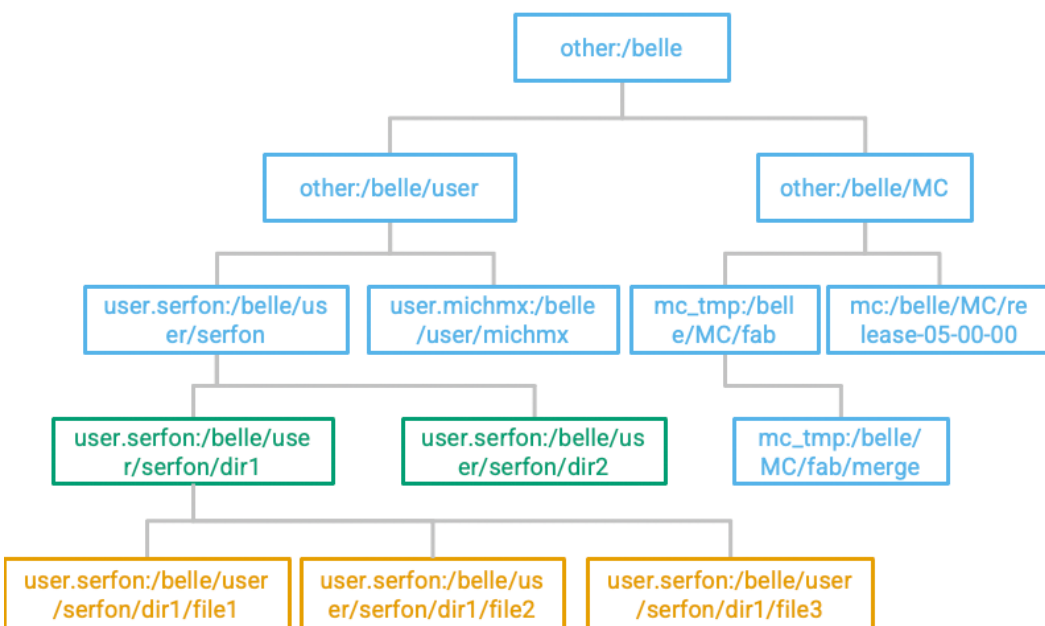 other:/belle
other:/belle/user
other:/belle/MC
user.serfon:/belle/us
er/serfon
user.michmx:/belle
/user/michmx
mc_tmp:/bell
e/MC/fab
mc:/belle/MC/re
lease-05-00-00
user.serfon:/belle/use
r/serfon/dir1
user.serfon:/belle/us
er/serfon/dir2
mc_tmp:/belle/
MC/fab/merge
user.serfon:/belle/user
/serfon/dir1/file1
user.serfon:/belle/us
er/serfon/dir1/file2
user.serfon:/belle/user
/serfon/dir1/file3